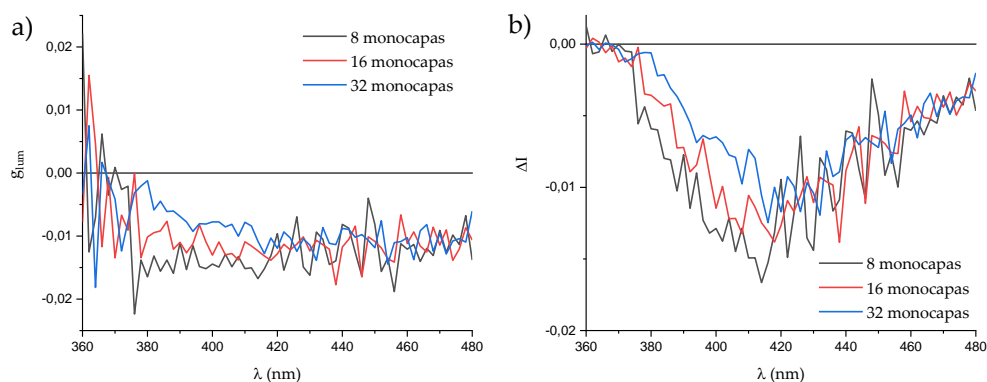 a)
g_lum
0,02
0,01
0,00
-0,01
-0,02
8 monocapas
16 monocapas
32 monocapas
360 380 400 420 440 460 480
λ (nm)
b)
ΔI
0,00
-0,01
-0,02
8 monocapas
16 monocapas
32 monocapas
360 380 400 420 440 460 480
λ (nm)